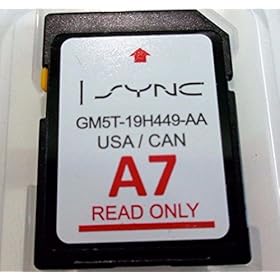 SYNC
GM5T-19H449-AA
USA / CAN
A7
READ ONLY